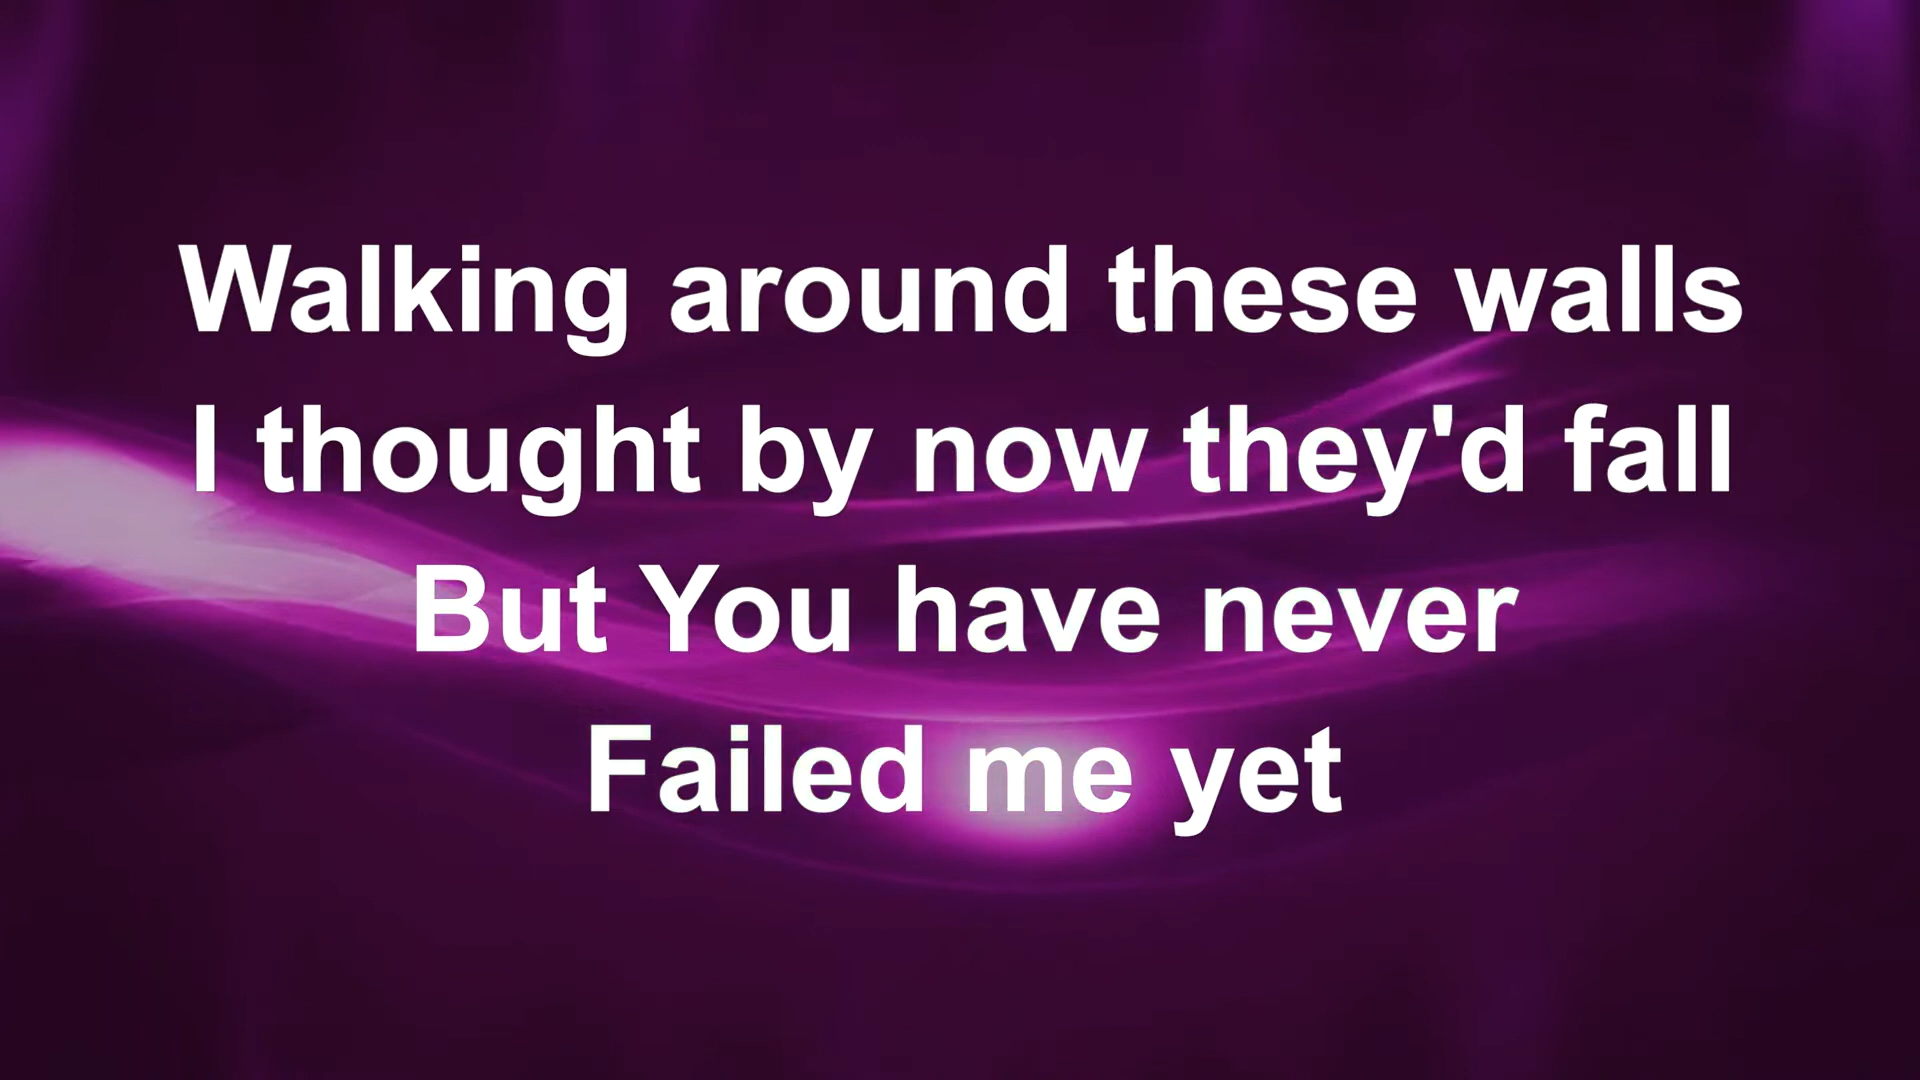 Walking around these walls
I thought by now they'd fall
But You have never
Failed me yet